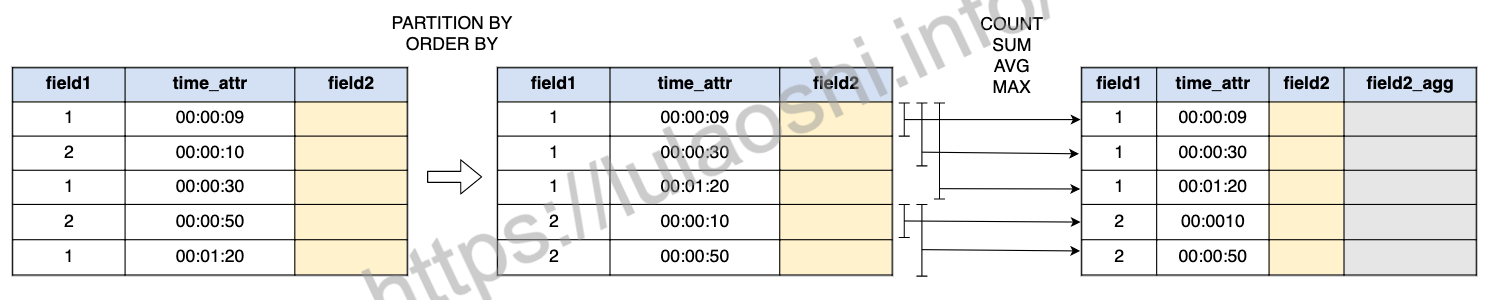 PARTITION BY
ORDER BY
COUNT
SUM
AVG
MAX
field1 time_attr field2
1 00:00:09
2 00:00:10
1 00:00:30
2 00:00:50
1 00:01:20
field1 time_attr field2
1 00:00:09
1 00:00:30
1 00:01:20
2 00:00:10
2 00:00:50
field1 time_attr field2 field2_agg
1 00:00:09
1 00:00:30
1 00:01:20
2 00:0010
2 00:00:50
https://lulaoshi.info/